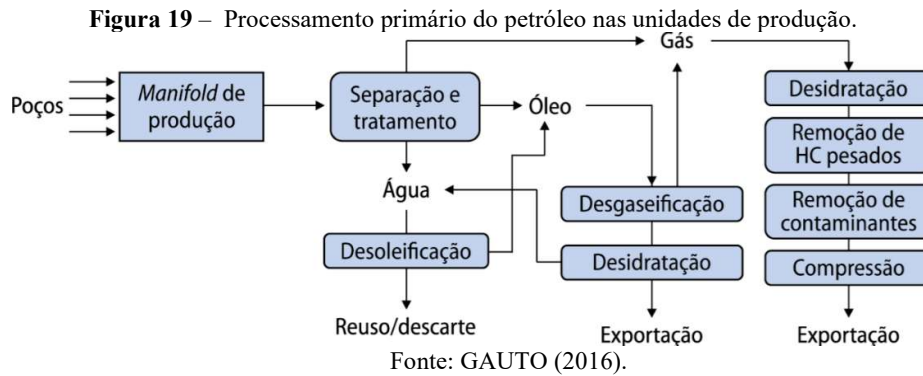 Figura 19 – Processamento primário do petróleo nas unidades de produção.
Gás
Poços
Manifold de
produção
Separação e
tratamento
Óleo
Desidratação
Remoção de
HC pesados
Água
Desgaseificação
Remoção de
contaminantes
Desoleificação
Desidratação
Compressão
Reuso/descarte
Exportação
Exportação
Fonte: GAUTO (2016).